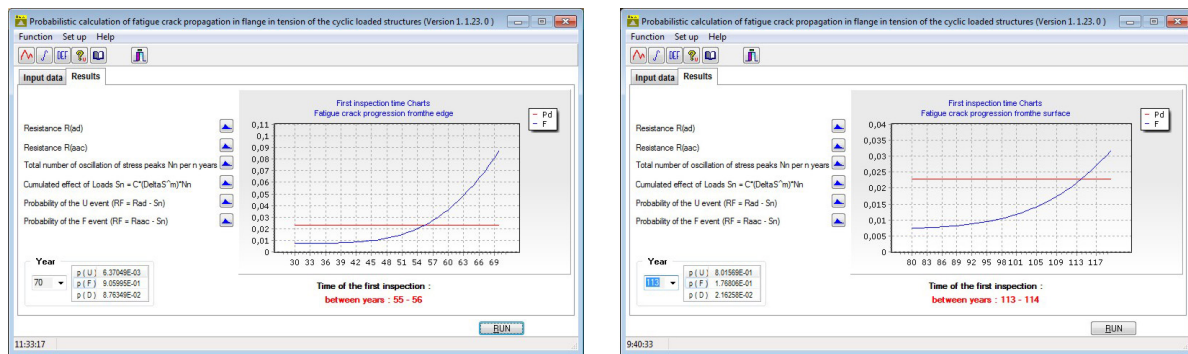 Probabilistic calculation of fatigue crack propagation in flange in tension of the cyclic loaded structures (Version 1. 1.23. 0 )
Function Set up Help
DEF
Input data Results
First inspection time Charts
Fatigue crack progression fromthe edge
Pd
F
Resistance R(ad)
Resistance R(aac)
Total number of oscillation of stress peaks Nn per n years
Cumulated effect of Loads Sn = C*(DeltaS^m)*Nn
Probability of the U event (RF = Rad - Sn)
Probability of the F event (RF = Raac - Sn)
0,11
0,1
0,09
0,08
0,07
0,06
0,05
0,04
0,03
0,02
0,01
0
30 33 36 39 42 45 48 51 54 57 60 63 66 69
Year
70
p ( U ) 6.37049E-03
p ( F ) 9.05995E-01
p ( D ) 8.76349E-02
Time of the first inspection :
between years : 55 - 56
RUN
11:33:17
Probabilistic calculation of fatigue crack propagation in flange in tension of the cyclic loaded structures (Version 1. 1.23. 0 )
Function Set up Help
DEF
Input data Results
First inspection time Charts
Fatigue crack progression fromthe surface
Pd
F
Resistance R(ad)
Resistance R(aac)
Total number of oscillation of stress peaks Nn per n years
Cumulated effect of Loads Sn = C*(DeltaS^m)*Nn
Probability of the U event (RF = Rad - Sn)
Probability of the F event (RF = Raac - Sn)
0,04
0,035
0,03
0,025
0,02
0,015
0,01
0,005
0
80 83 86 89 92 95 98 101 105 109 113 117
Year
113
p ( U ) 8.01569E-01
p ( F ) 1.76806E-01
p ( D ) 2.16258E-02
Time of the first inspection :
between years : 113 - 114
RUN
9:40:33